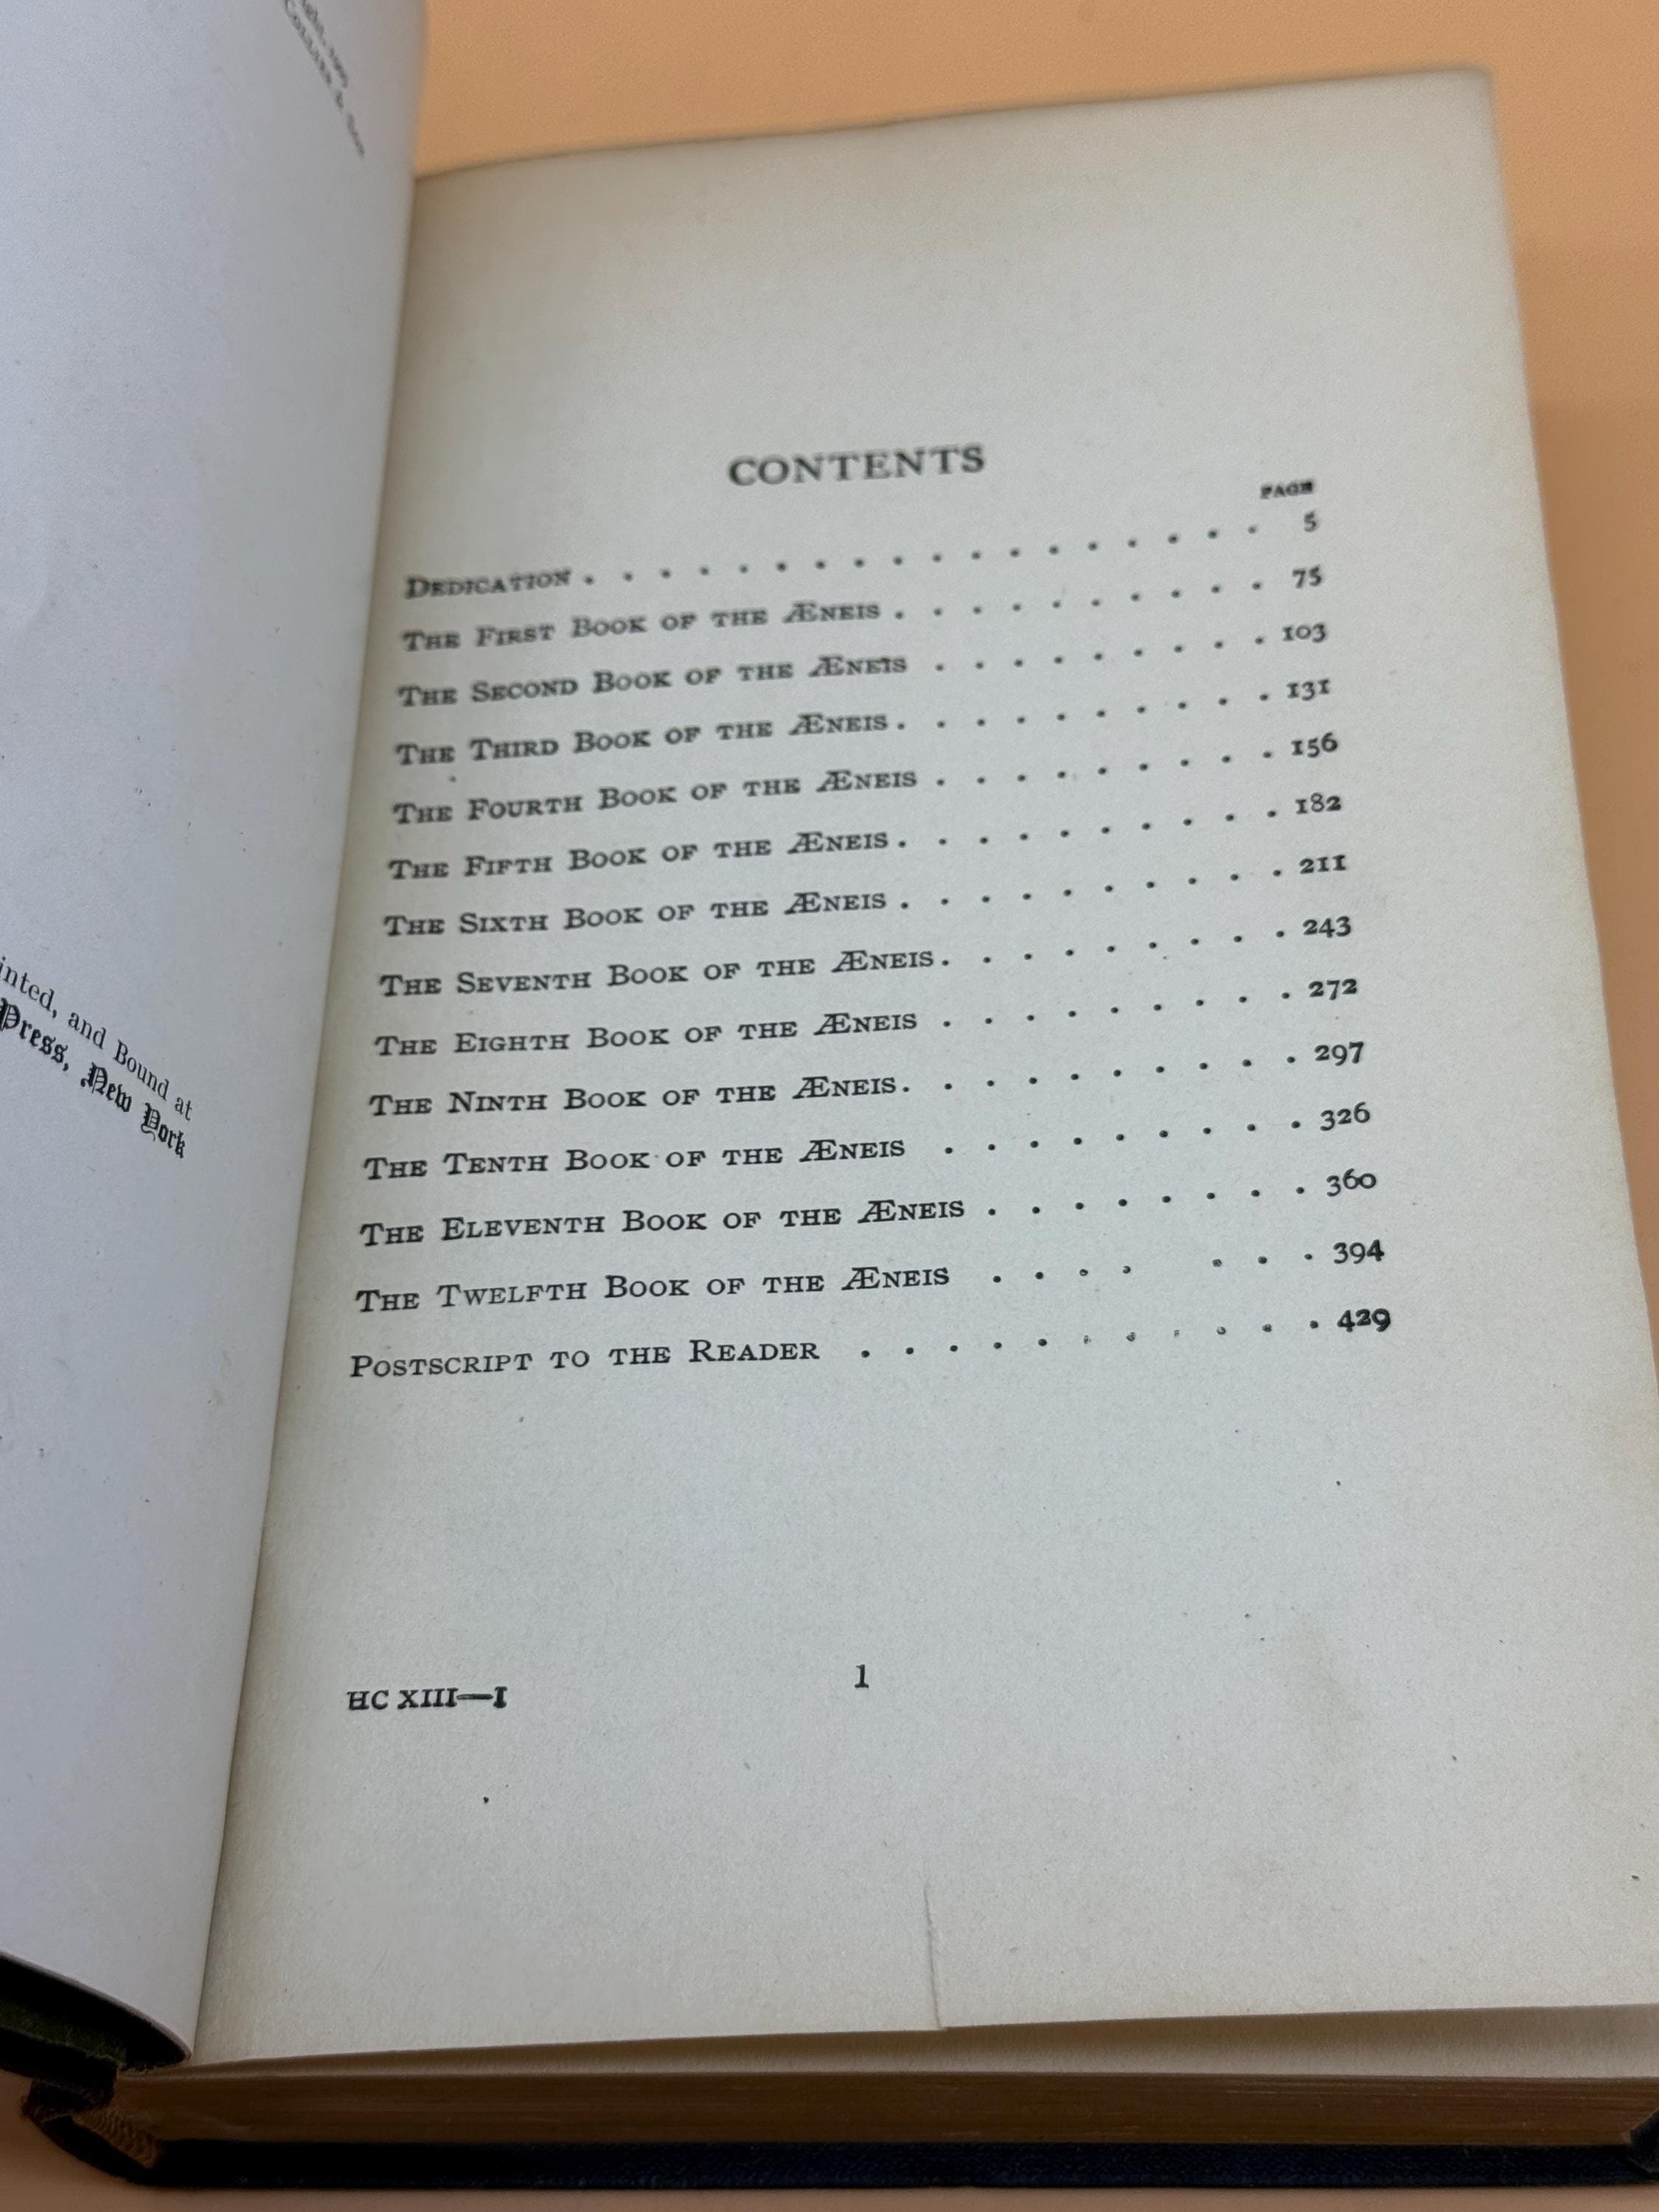 COLLIER & SON
inted, and Bound at
Press, New York
CONTENTS
PAGE
DEDICATION . . . . . . . . . . . . . . . . . . 5
THE FIRST BOOK OF THE ÆNEIS . . . . . . . . . . 75
THE SECOND BOOK OF THE ÆNEIS . . . . . . . . . 103
THE THIRD BOOK OF THE ÆNEIS . . . . . . . . . . 131
THE FOURTH BOOK OF THE ÆNEIS . . . . . . . . . 156
THE FIFTH BOOK OF THE ÆNEIS . . . . . . . . . . 182
THE SIXTH BOOK OF THE ÆNEIS . . . . . . . . . . 211
THE SEVENTH BOOK OF THE ÆNEIS . . . . . . . . . 243
THE EIGHTH BOOK OF THE ÆNEIS . . . . . . . . . 272
THE NINTH BOOK OF THE ÆNEIS . . . . . . . . . . 297
THE TENTH BOOK OF THE ÆNEIS . . . . . . . . . 326
THE ELEVENTH BOOK OF THE ÆNEIS . . . . . . . . 360
THE TWELFTH BOOK OF THE ÆNEIS . . . . . . . 394
POSTSCRIPT TO THE READER . . . . . . . . . . . 429
HC XIII—I
1